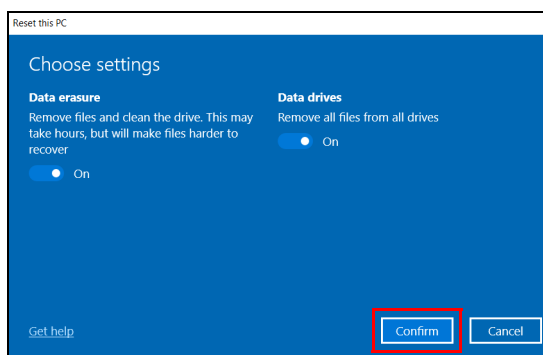 Reset this PC
Choose settings
Data erasure
Remove files and clean the drive. This may
take hours, but will make files harder to
recover
On
Data drives
Remove all files from all drives
On
Get help
Confirm
Cancel